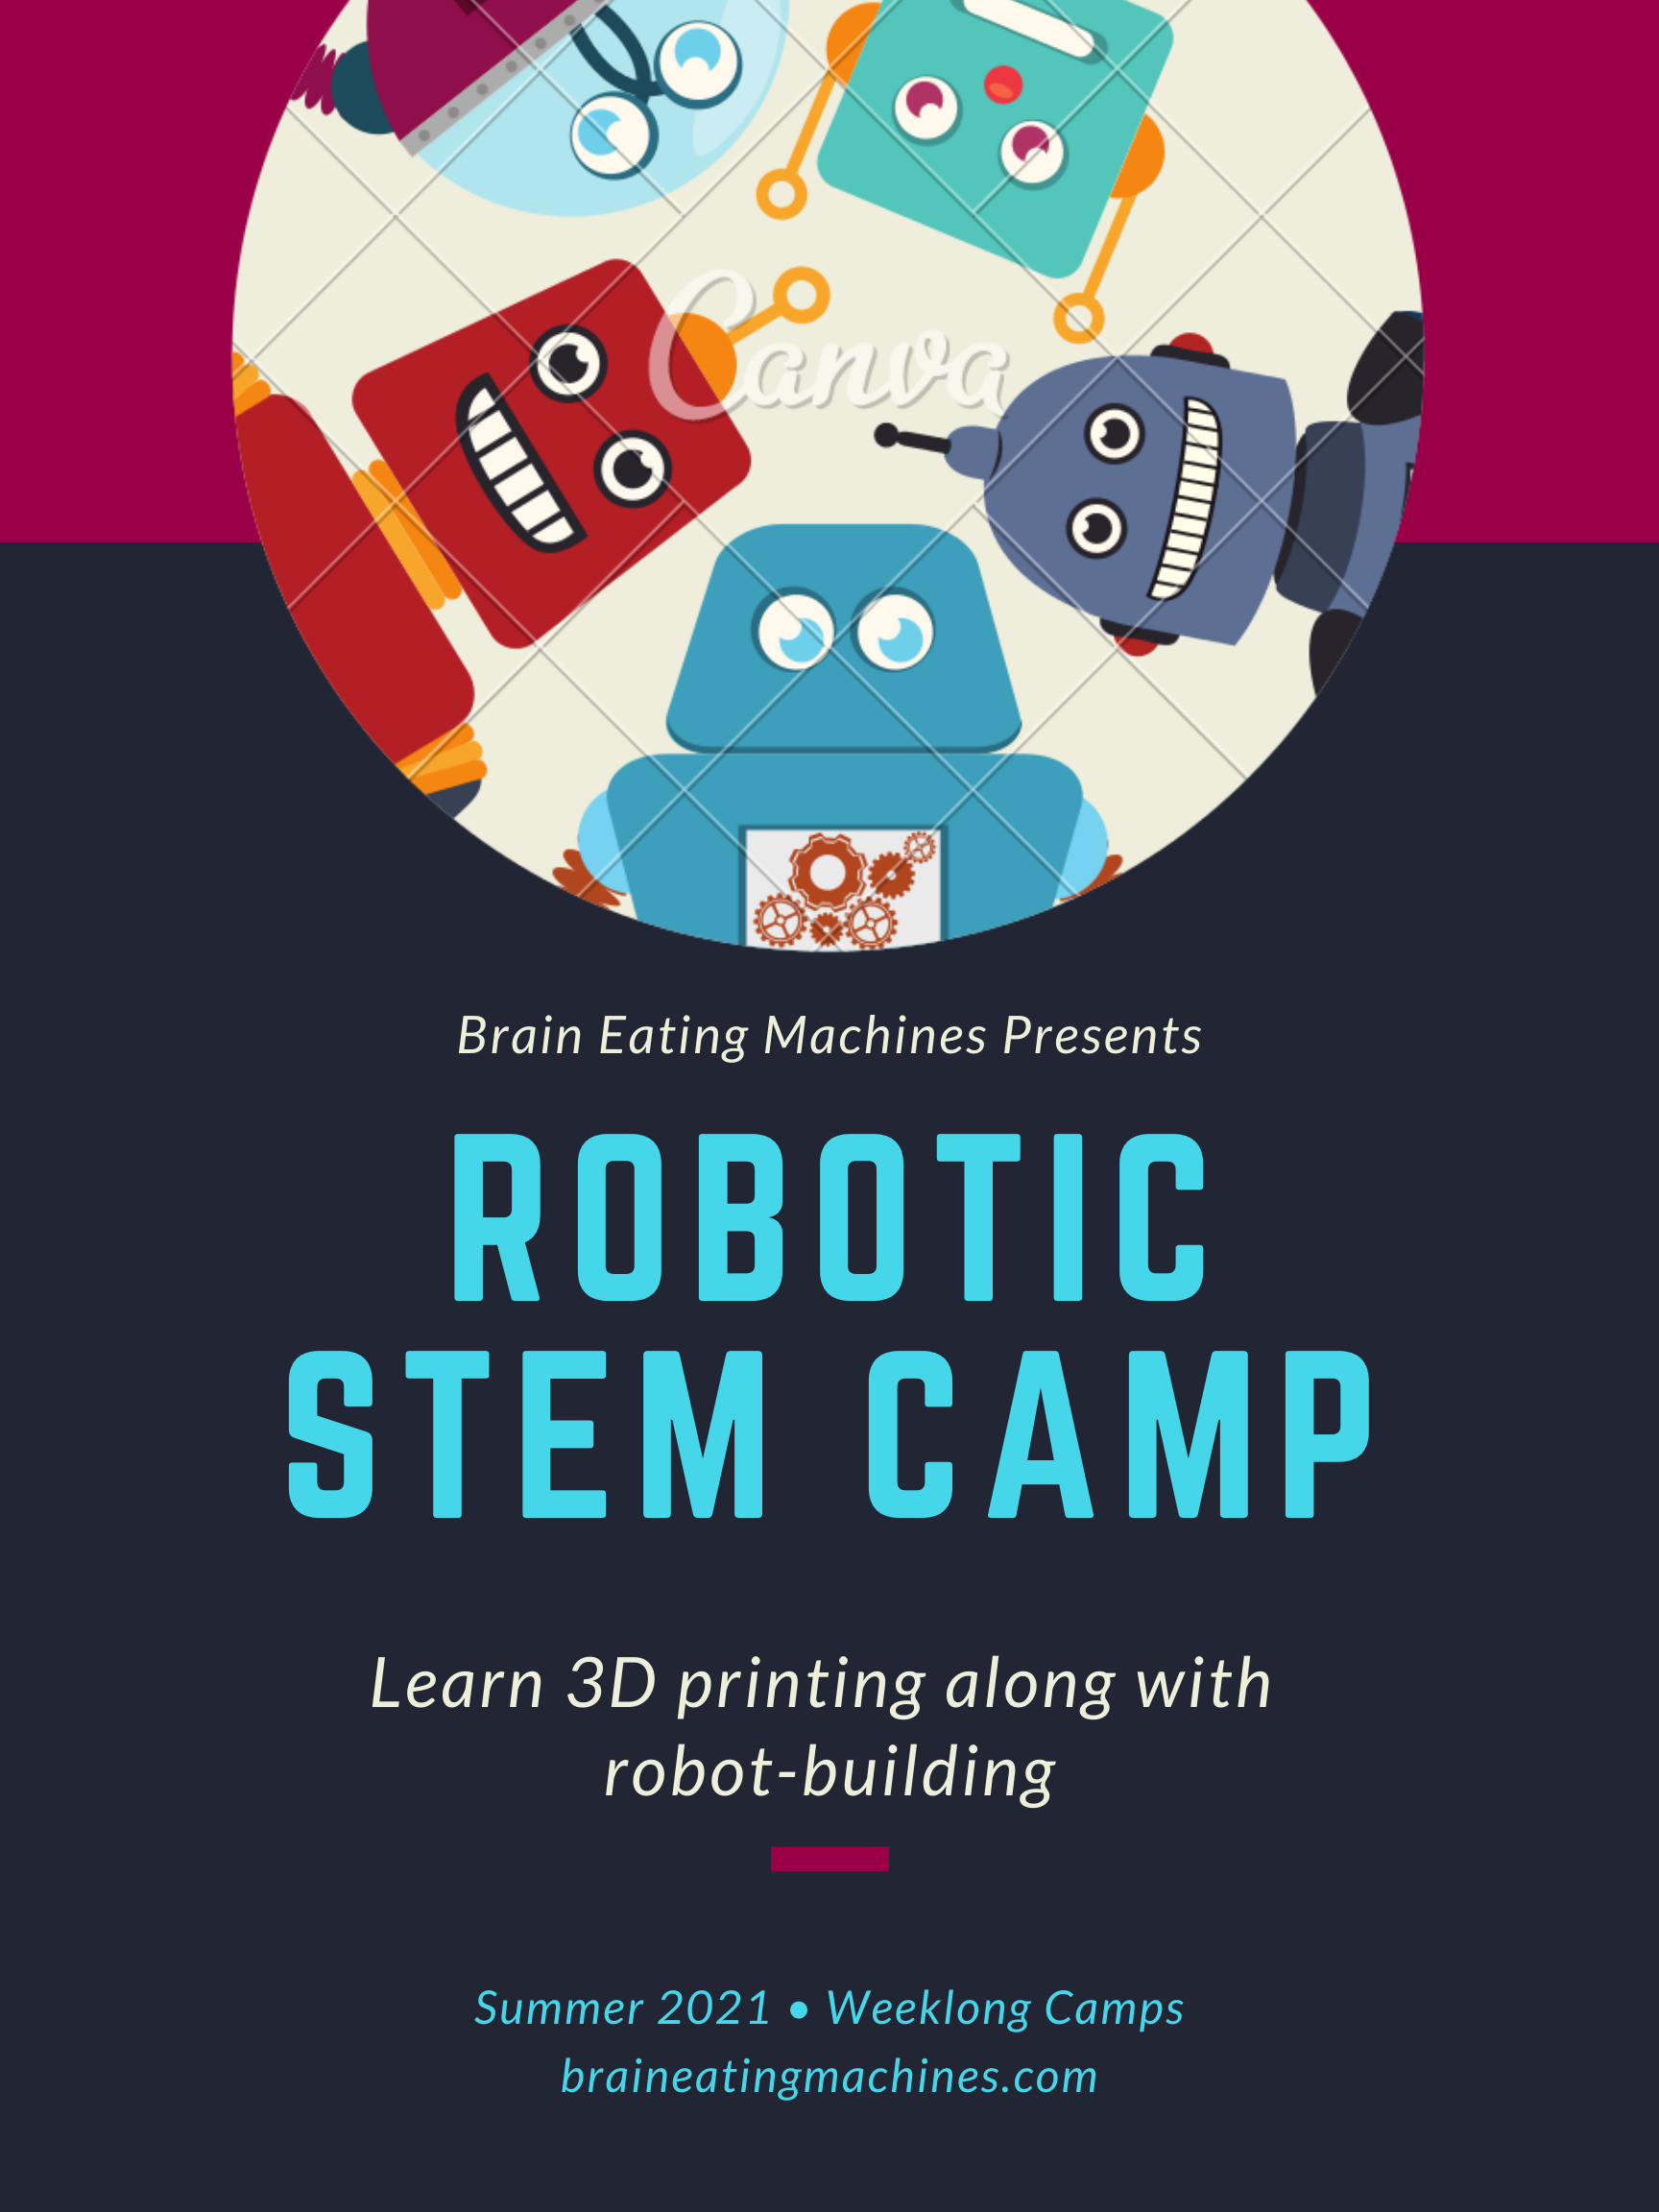 Canva
Brain Eating Machines Presents
ROBOTIC
STEM CAMP
Learn 3D printing along with
robot-building
Summer 2021 • Weeklong Camps
braineatingmachines.com